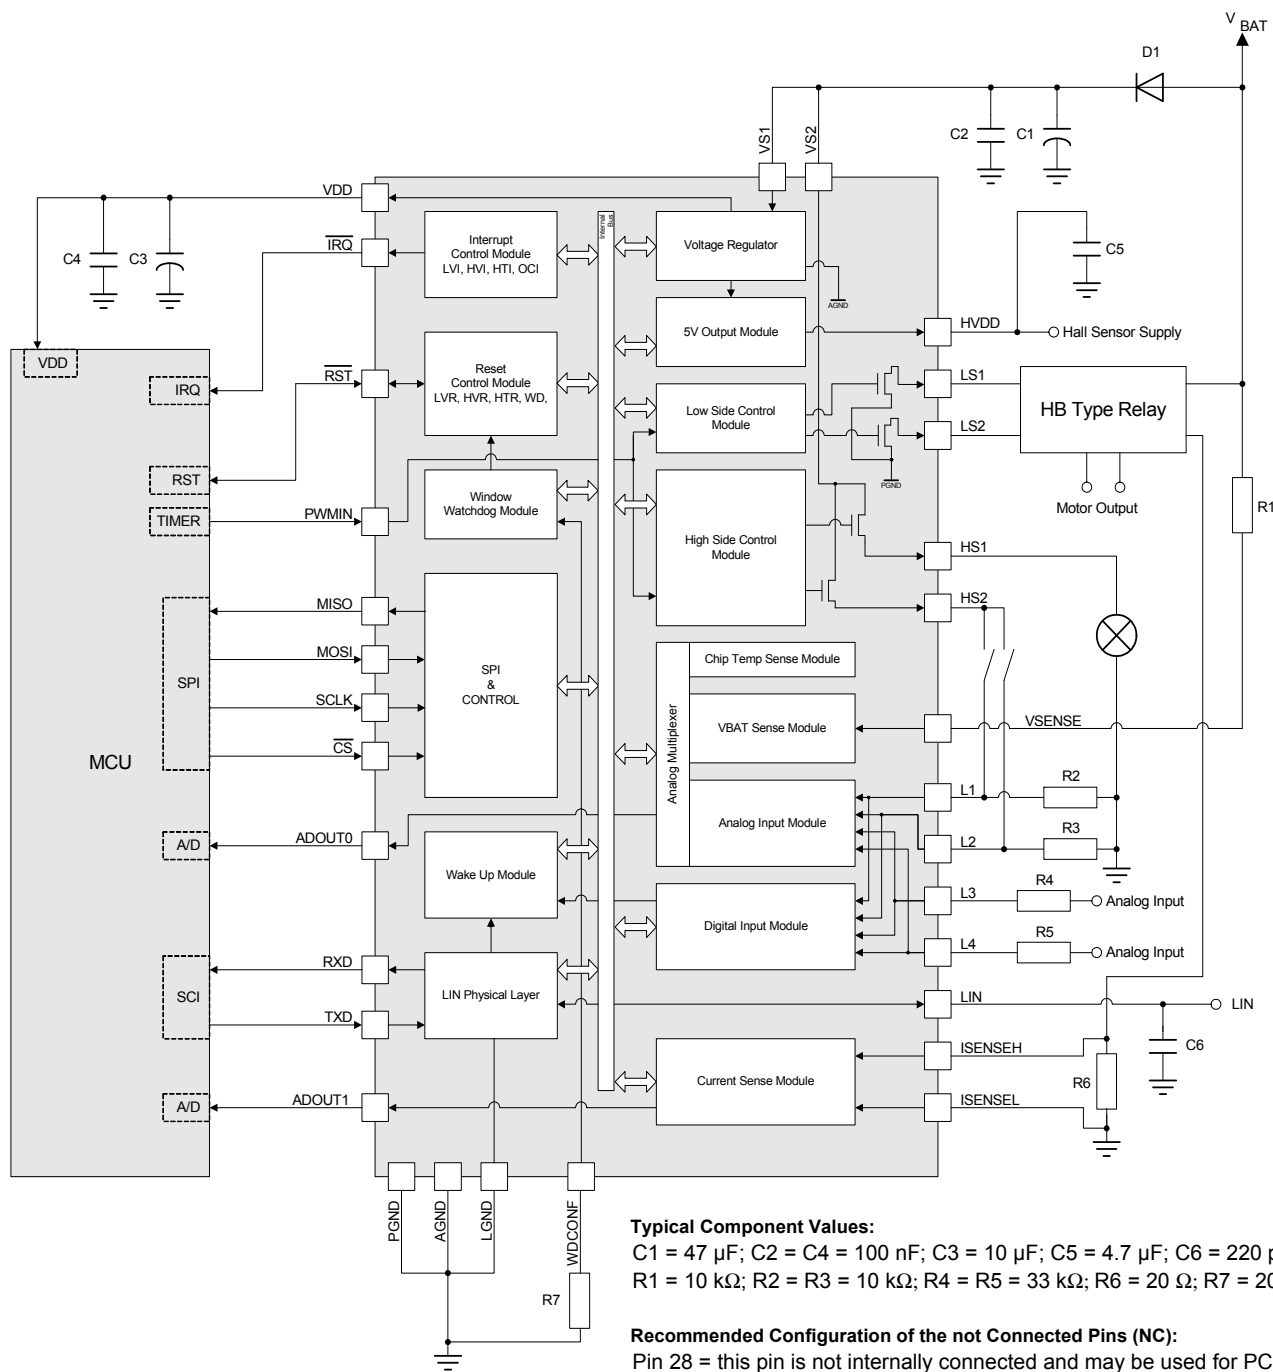 V
BAT
D1
VS1
VS2
C2
C1
VDD
IRQ
C4
C3
Interrupt
Control Module
LVI, HVI, HTI, OCI
Internal
Bus
Voltage Regulator
AGND
C5
5V Output Module
HVDD
Hall Sensor Supply
VDD
IRQ
RST
Reset
Control Module
LVR, HVR, HTR, WD,
Low Side Control
Module
LS1
LS2
HB Type Relay
PGND
Motor Output
RST
TIMER
PWMIN
Window
Watchdog Module
High Side Control
Module
R1
HS1
HS2
MISO
MOSI
SCLK
CS
SPI
SPI
&
CONTROL
MCU
Chip Temp Sense Module
VBAT Sense Module
VSENSE
Analog Multiplexer
Analog Input Module
L1
R2
L2
R3
A/D
ADOUT0
Wake Up Module
L3
R4
Analog Input
Digital Input Module
L4
R5
Analog Input
SCI
RXD
TXD
LIN Physical Layer
LIN
LIN
C6
ISENSEH
R6
Current Sense Module
ISENSEL
A/D
ADOUT1
PGND
AGND
LGND
WDCONF
R7
Typical Component Values:
C1 = 47 µF; C2 = C4 = 100 nF; C3 = 10 µF; C5 = 4.7 µF; C6 = 220
R1 = 10 kΩ; R2 = R3 = 10 kΩ; R4 = R5 = 33 kΩ; R6 = 20 Ω; R7 =
Recommended Configuration of the not Connected Pins (NC):
Pin 28 = this pin is not internally connected and may be used for PC